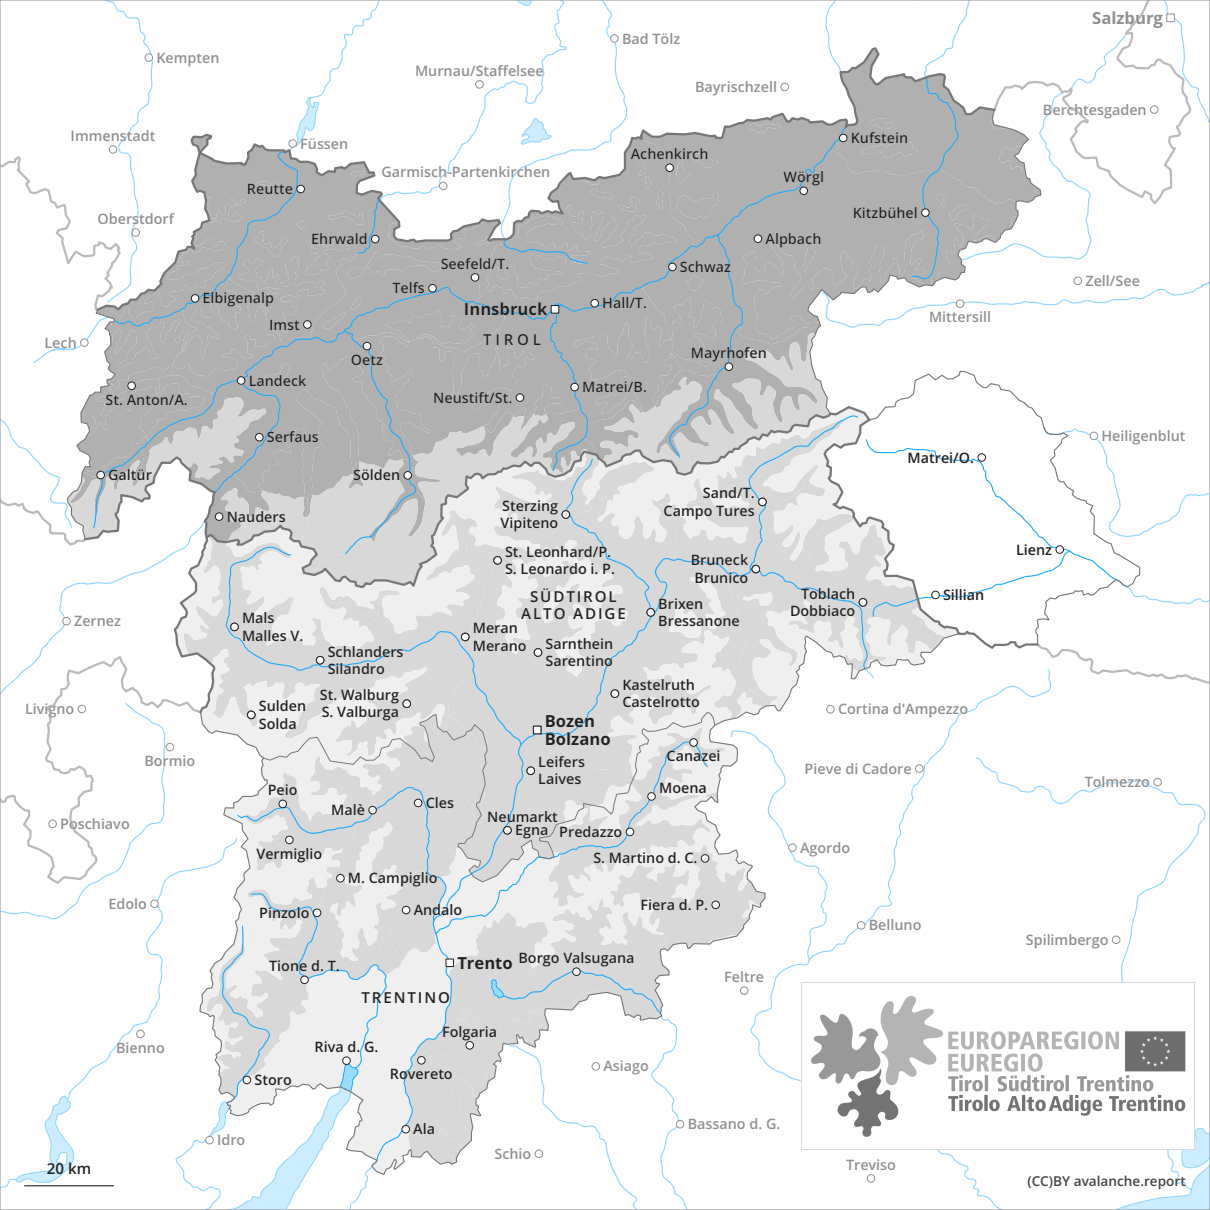 Salzburg
Bad Tölz
Kempten
Murnau/Staffelsee
Bayrischzell
Berchtesgaden
Immenstadt
Füssen
Kufstein
Achenkirch
Garmisch-Partenkirchen
Wörgl
Reutte
Oberstdorf
Kitzbühel
Ehrwald
Alpbach
Seefeld/T.
Schwaz
Zell/See
Telfs
Elbigenalp
Hall/T.
Innsbruck
Mittersill
Imst
TIROL
Lech
Mayrhofen
Oetz
Landeck
Matrei/B.
St. Anton/A.
Neustift/St.
Serfaus
Heiligenblut
Matrei/O.
Galtür
Sölden
Sand/T.
Campo Tures
Sterzing
Vipiteno
Nauders
Lienz
St. Leonhard/P.
S. Leonardo i. P.
Bruneck
Brunico
SÜDTIROL
ALTO ADIGE
Toblach
Dobbiaco
Sillian
Brixen
Bressanone
Zernez
Mals
Malles V.
Meran
Merano
Sarnthein
Sarentino
Schlanders
Silandro
Kastelruth
Castelrotto
St. Walburg
S. Valburga
Sulden
Solda
Livigno
Cortina d'Ampezzo
Bozen
Bolzano
Bormio
Canazei
Leifers
Laives
Pieve di Cadore
Tolmezzo
Peio
Moena
Malè
Cles
Neumarkt
Egna
Predazzo
Poschiavo
Vermiglio
S. Martino d. C.
Agordo
M. Campiglio
Edolo
Pinzolo
Andalo
Fiera d. P.
Belluno
Spilimbergo
Trento
Borgo Valsugana
Tione d. T.
Feltre
TRENTINO
Folgaria
Bienno
Riva d. G.
Rovereto
Asiago
Storo
EUROPAREGION
EUREGIO
Tirol Südtirol Trentino
Tirolo Alto Adige Trentino
Ala
Bassano d. G.
Idro
Schio
Treviso
20 km
(CC)BY avalanche.report